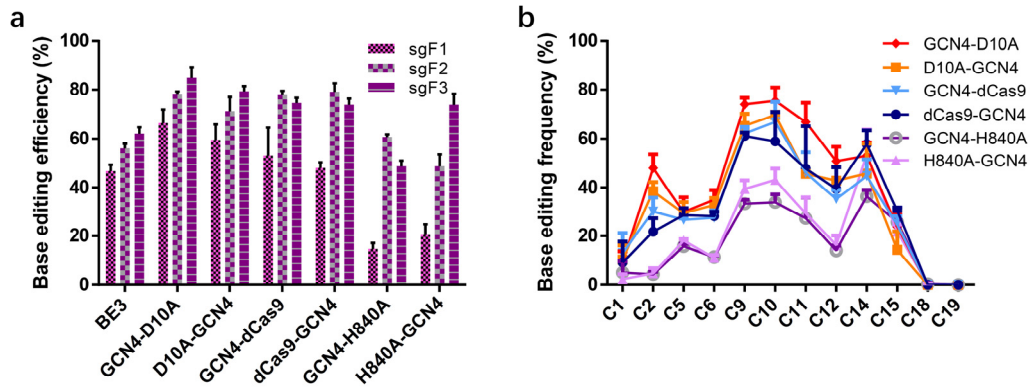 a
Base editing efficiency (%)
100
80
60
40
20
0
sgF1
sgF2
sgF3
BE3
GCN4-D10A
D10A-GCN4
GCN4-dCas9
dCas9-GCN4
GCN4-H840A
H840A-GCN4
b
Base editing frequency (%)
100
80
60
40
20
0
GCN4-D10A
D10A-GCN4
GCN4-dCas9
dCas9-GCN4
GCN4-H840A
H840A-GCN4
C1
C2
C5
C6
C9
C10
C11
C12
C14
C15
C18
C19